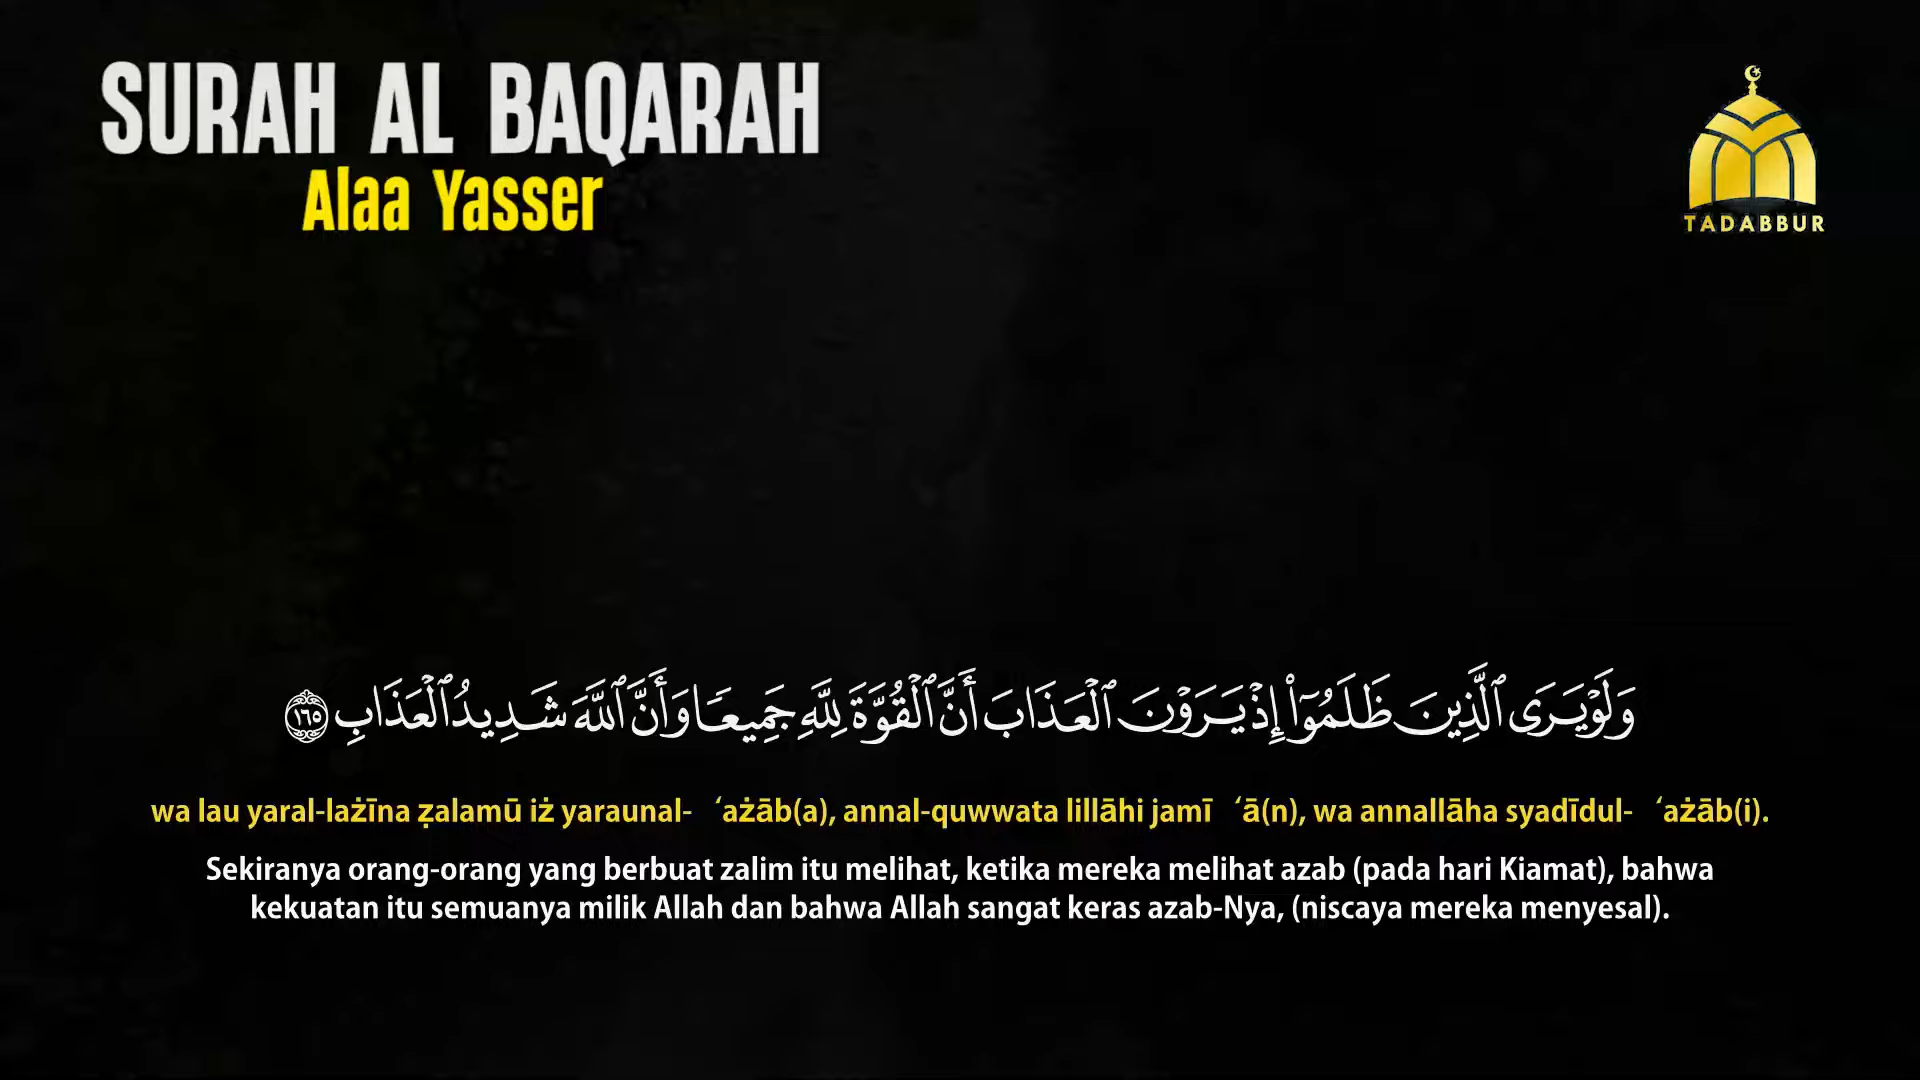 SURAH AL BAQARAH
Alaa Yasser
TADABBUR
وَلَوْ يَرَى ٱلَّذِينَ ظَلَمُوٓا۟ إِذْ يَرَوْنَ ٱلْعَذَابَ أَنَّ ٱلْقُوَّةَ لِلَّهِ جَمِيعًا وَأَنَّ ٱللَّهَ شَدِيدُ ٱلْعَذَابِ ١٦٥
wa lau yaral-lażīna ẓalamū iż yaraunal- ‘ażāb(a), annal-quwwata lillāhi jamī ‘ā(n), wa annallāha syadīdul- ‘ażāb(i).
Sekiranya orang-orang yang berbuat zalim itu melihat, ketika mereka melihat azab (pada hari Kiamat), bahwa
kekuatan itu semuanya milik Allah dan bahwa Allah sangat keras azab-Nya, (niscaya mereka menyesal).